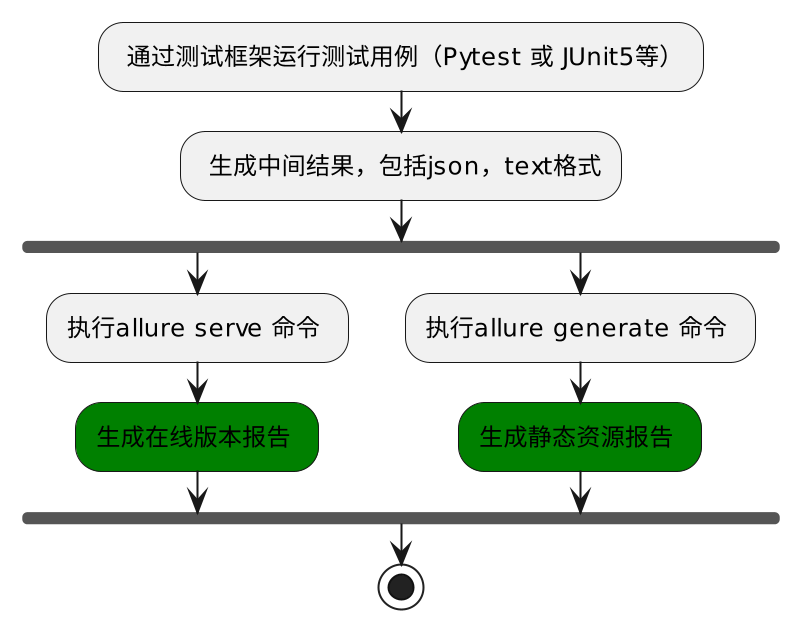 通过测试框架运行测试用例（Pytest 或 JUnit5等）
生成中间结果，包括json，text格式
执行allure serve 命令
执行allure generate 命令
生成在线版本报告
生成静态资源报告